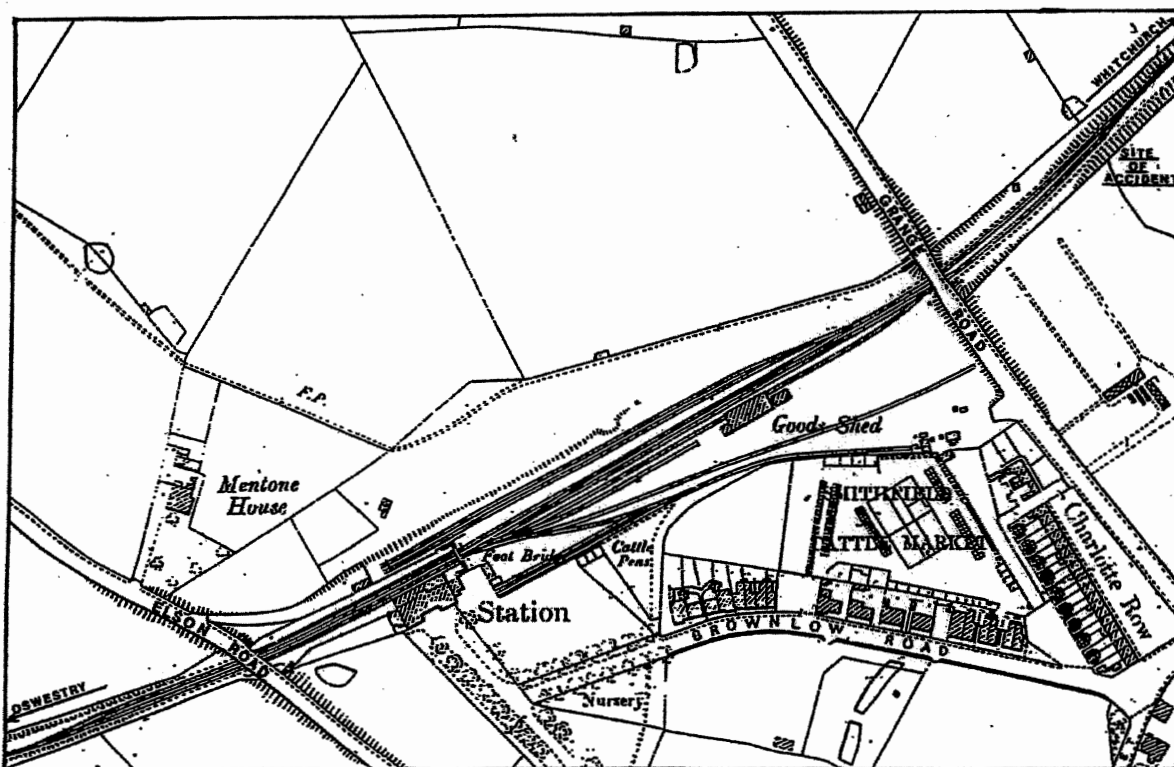 WHITCHURCH
SITE
OF
ACCIDENT
GRANGE
ROAD
F.P.
Goods Shed
Mentone
House
SMITHFIELD
CATTLE MARKET
Charlotte Row
Foot Bridge
Cattle
Pens
Station
ELSON
ROAD
BROWNLOW ROAD
OSWESTRY
Nursery